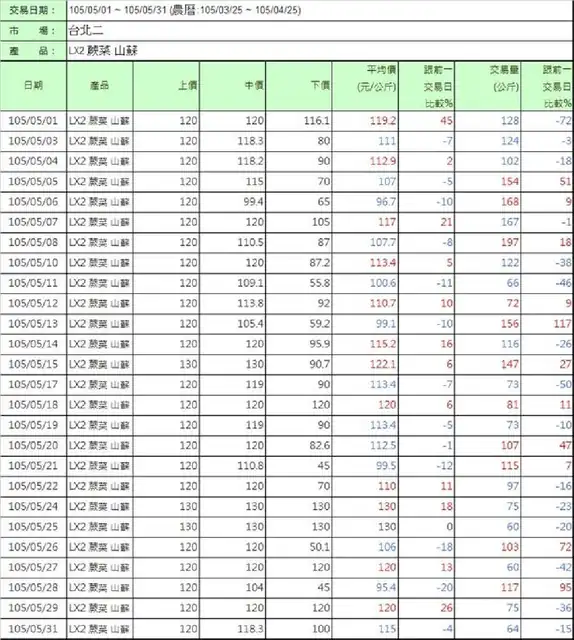 交易日期： 105/05/01 ~ 105/05/31 (農曆:105/03/25 ~ 105/04/25)
市 場： 台北二
產 品： LX2 蕨菜 山蘇
日期 產品 上價 中價 下價 平均價 (元/公斤) 跟前一交易日比較% 交易量 (公斤) 跟前一交易日比較%
105/05/01 LX2 蕨菜 山蘇 120 120 116.1 119.2 45 128 -72
105/05/03 LX2 蕨菜 山蘇 120 118.3 80 111 -7 124 -3
105/05/04 LX2 蕨菜 山蘇 120 118.2 90 112.9 2 102 -18
105/05/05 LX2 蕨菜 山蘇 120 115 70 107 -5 154 51
105/05/06 LX2 蕨菜 山蘇 120 99.4 65 96.7 -10 168 9
105/05/07 LX2 蕨菜 山蘇 120 120 105 117 21 167 -1
105/05/08 LX2 蕨菜 山蘇 120 110.5 87 107.7 -8 197 18
105/05/10 LX2 蕨菜 山蘇 120 120 87.2 113.4 5 122 -38
105/05/11 LX2 蕨菜 山蘇 120 109.1 55.8 100.6 -11 66 -46
105/05/12 LX2 蕨菜 山蘇 120 113.8 92 110.7 10 72 9
105/05/13 LX2 蕨菜 山蘇 120 105.4 59.2 99.1 -10 156 117
105/05/14 LX2 蕨菜 山蘇 120 120 95.9 115.2 16 116 -26
105/05/15 LX2 蕨菜 山蘇 130 130 90.7 122.1 6 147 27
105/05/17 LX2 蕨菜 山蘇 120 119 90 113.4 -7 73 -50
105/05/18 LX2 蕨菜 山蘇 120 120 120 120 6 81 11
105/05/19 LX2 蕨菜 山蘇 120 119 90 113.4 -5 73 -10
105/05/20 LX2 蕨菜 山蘇 120 120 82.6 112.5 -1 107 47
105/05/21 LX2 蕨菜 山蘇 120 110.8 45 99.5 -12 115 7
105/05/22 LX2 蕨菜 山蘇 120 120 70 110 11 97 -16
105/05/24 LX2 蕨菜 山蘇 130 130 130 130 18 75 -23
105/05/25 LX2 蕨菜 山蘇 130 130 130 130 0 60 -20
105/05/26 LX2 蕨菜 山蘇 120 120 50.1 106 -18 103 72
105/05/27 LX2 蕨菜 山蘇 120 120 120 120 13 60 -42
105/05/28 LX2 蕨菜 山蘇 120 104 45 95.4 -20 117 95
105/05/29 LX2 蕨菜 山蘇 120 120 120 120 26 75 -36
105/05/31 LX2 蕨菜 山蘇 120 118.3 100 115 -4 64 -15